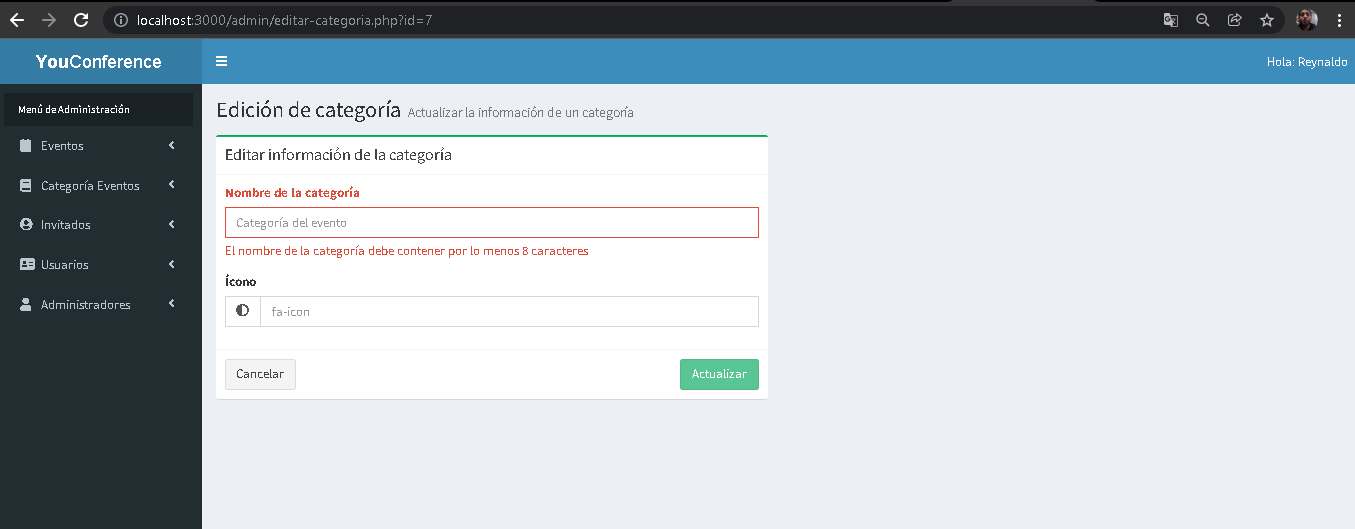 localhost:3000/admin/editar-categoria.php?id=7
YouConference
Hola: Reynaldo
Menú de Administración
Edición de categoría Actualizar la información de un categoría
Eventos
Editar información de la categoría
Categoría Eventos
Nombre de la categoría
Categoría del evento
Invitados
El nombre de la categoría debe contener por lo menos 8 caracteres
Usuarios
Ícono
Administradores
fa-icon
Cancelar
Actualizar